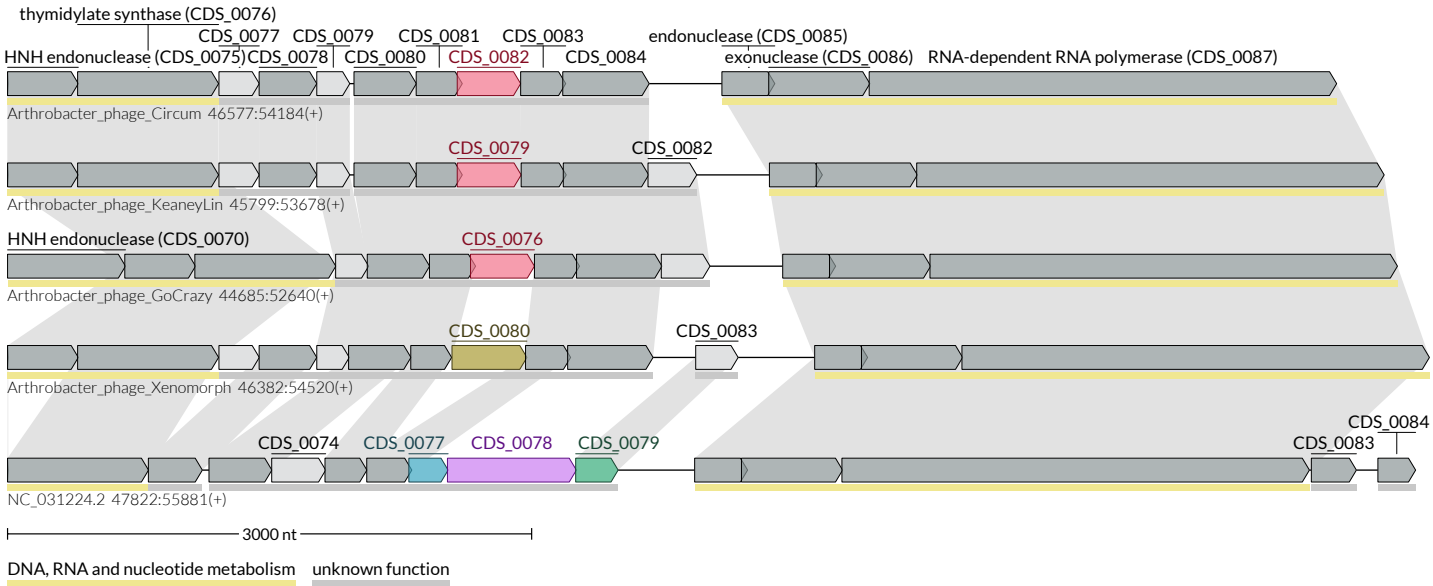 thymidylate synthase (CDS_0076)
CDS_0077 CDS_0079 CDS_0081 CDS_0083 endonuclease (CDS_0085)
HNH endonuclease (CDS_0075) CDS_0078 CDS_0080 CDS_0082 CDS_0084 exonuclease (CDS_0086) RNA-dependent RNA polymerase (CDS_0087)
Arthrobacter_phage_Circum 46577:54184(+)
CDS_0079 CDS_0082
Arthrobacter_phage_KeaneyLin 45799:53678(+)
HNH endonuclease (CDS_0070) CDS_0076
Arthrobacter_phage_GoCrazy 44685:52640(+)
CDS_0080 CDS_0083
Arthrobacter_phage_Xenomorph 46382:54520(+)
CDS_0084
CDS_0074 CDS_0077 CDS_0078 CDS_0079 CDS_0083
NC_031224.2 47822:55881(+)
3000 nt
DNA, RNA and nucleotide metabolism unknown function